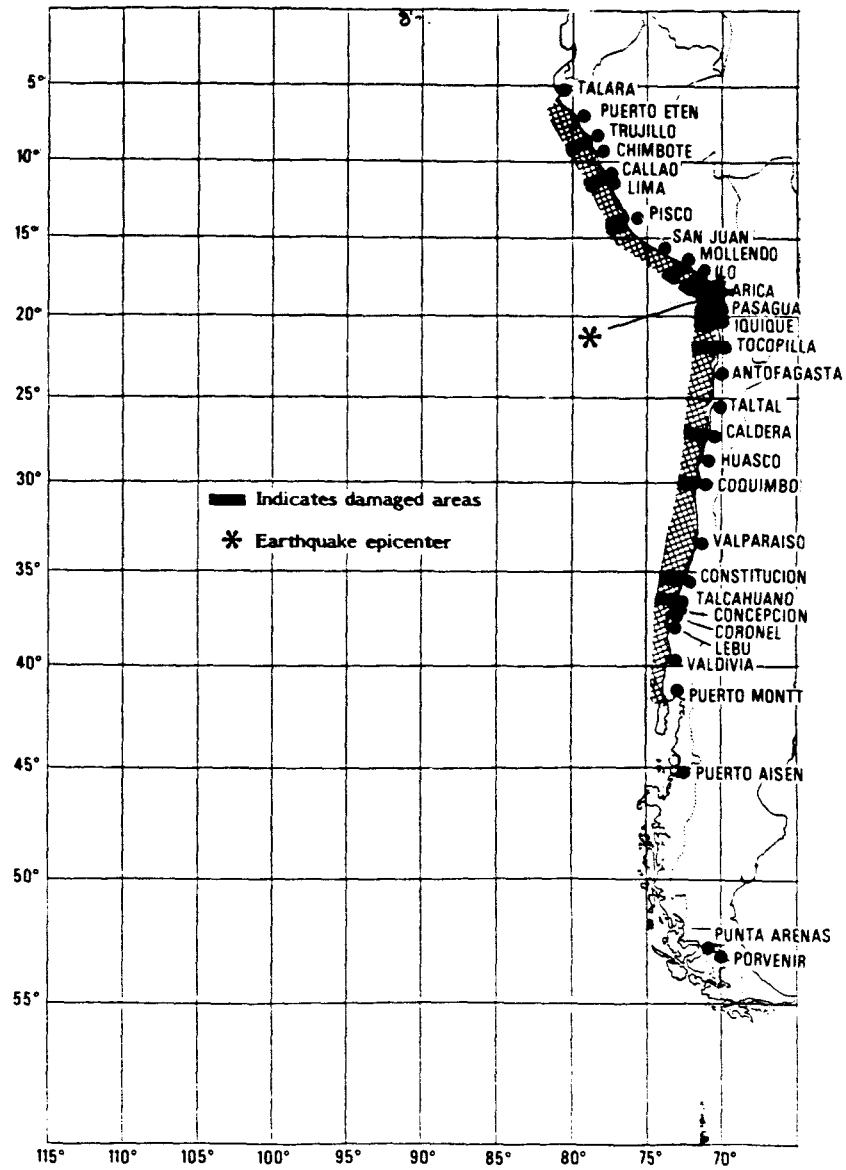 5°
TALARA
PUERTO ETEN
TRUJILLO
CHIMBOTE
10°
CALLAO
LIMA
PISCO
15°
SAN JUAN
MOLLENDO
ILO
ARICA
PASAGUA
20°
IQUIQUE
TOCOPILLA
ANTOFAGASTA
25°
TALTAL
CALDERA
HUASCO
30°
COQUIMBO
Indicates damaged areas
Earthquake epicenter
VALPARAISO
35°
CONSTITUCION
TALCAHUANO
CONCEPCION
CORONEL
LEBU
40°
VALDIVIA
PUERTO MONTT
45°
PUERTO AISEN
50°
PUNTA ARENAS
PORVENIR
55°
115° 110° 105° 100° 95° 90° 85° 80° 75° 70°